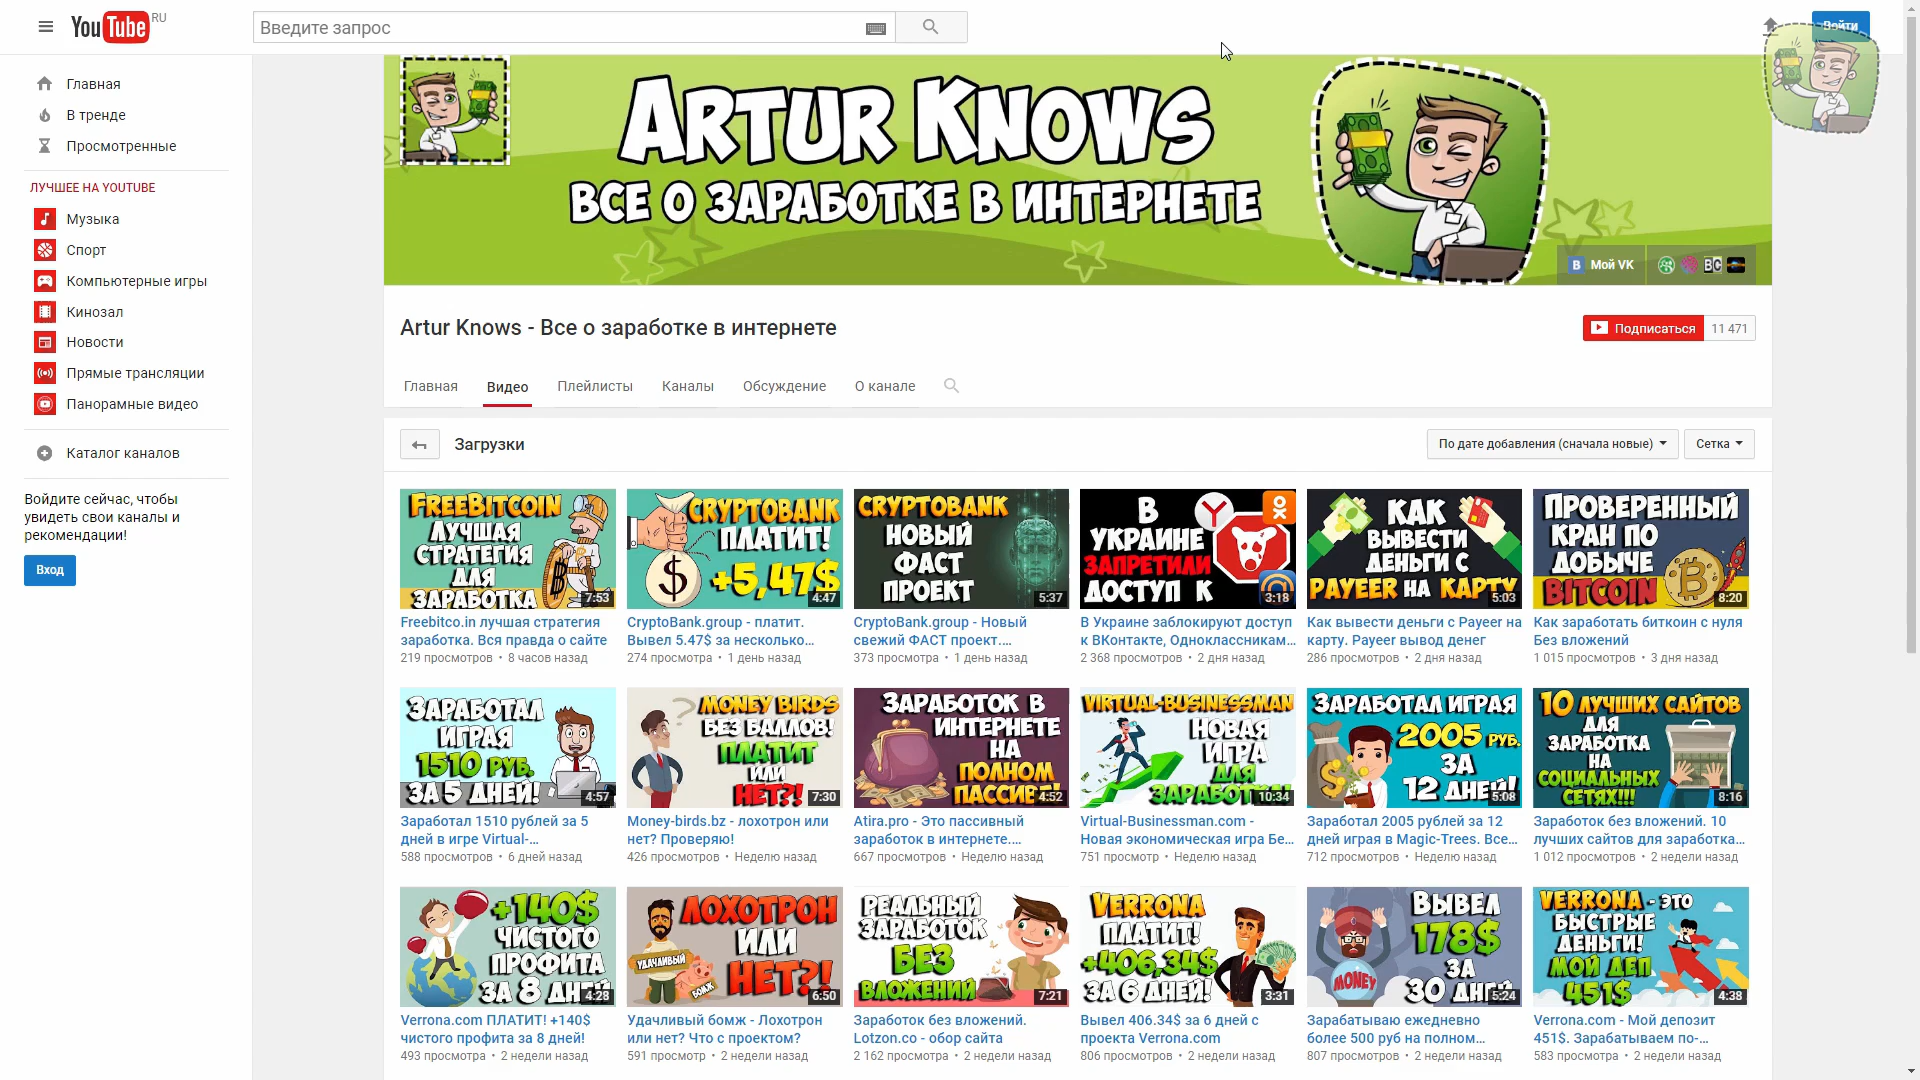 YouTube RU
Введите запрос
Войти
Главная
В тренде
Просмотренные
ЛУЧШЕЕ НА YOUTUBE
Музыка
Спорт
Компьютерные игры
Кинозал
Новости
Прямые трансляции
Панорамные видео
Каталог каналов
Войдите сейчас, чтобы
увидеть свои каналы и
рекомендации!
Вход
ARTUR KNOWS
ВСЕ О ЗАРАБОТКЕ В ИНТЕРНЕТЕ
B Мой VK
BC
Artur Knows - Все о заработке в интернете
Подписаться 11 471
Главная Видео Плейлисты Каналы Обсуждение О канале
Загрузки
По дате добавления (сначала новые) Сетка
FREEBITCOIN
ЛУЧШАЯ
СТРАТЕГИЯ
ДЛЯ
ЗАРАБОТКА
7:53
Freebitco.in лучшая стратегия
заработка. Вся правда о сайте
219 просмотров • 8 часов назад
CRYPTOBANK
ПЛАТИТ!
$
+5,47$
4:47
CryptoBank.group - платит.
Вывел 5.47$ за несколько...
274 просмотра • 1 день назад
CRYPTOBANK
НОВЫЙ
ФАСТ
ПРОЕКТ
5:37
CryptoBank.group - Новый
свежий ФАСТ проект....
373 просмотра • 1 день назад
В
УКРАИНЕ
ЗАПРЕТИЛИ
ДОСТУП К
3:18
В Украине заблокируют доступ
к ВКонтакте, Одноклассникам...
2 368 просмотров • 2 дня назад
КАК
ВЫВЕСТИ
ДЕНЬГИ С
PAYEER НА КАРТУ
5:03
Как вывести деньги с Payeer на
карту. Payeer вывод денег
286 просмотров • 2 дня назад
ПРОВЕРЕННЫЙ
КРАН ПО
ДОБЫЧЕ
BITCOIN
8:20
Как заработать биткоин с нуля
Без вложений
1 015 просмотров • 3 дня назад
ЗАРАБОТАЛ
ИГРАЯ
1510 РУБ.
ЗА 5 ДНЕЙ!
4:57
Заработал 1510 рублей за 5
дней в игре Virtual-...
588 просмотров • 6 дней назад
MONEY BIRDS
БЕЗ БАЛЛОВ!
ПЛАТИТ
ИЛИ
НЕТ?!
7:30
Money-birds.bz - лохотрон или
нет? Проверяю!
426 просмотров • Неделю назад
ЗАРАБОТОК В
ИНТЕРНЕТЕ
НА
ПОЛНОМ
ПАССИВЕ!
4:52
Atira.pro - Это пассивный
заработок в интернете....
667 просмотров • Неделю назад
VIRTUAL-BUSINESSMAN
НОВАЯ
ИГРА
ДЛЯ
ЗАРАБОТКА!
10:34
Virtual-Businessman.com -
Новая экономическая игра Бе...
751 просмотр • Неделю назад
ЗАРАБОТАЛ ИГРАЯ
2005 РУБ.
ЗА
12 ДНЕЙ!
5:08
Заработал 2005 рублей за 12
дней играя в Magic-Trees. Все...
712 просмотров • Неделю назад
10 ЛУЧШИХ САЙТОВ
ДЛЯ
ЗАРАБОТКА
НА
СОЦИАЛЬНЫХ
СЕТЯХ!!!
8:16
Заработок без вложений. 10
лучших сайтов для заработка...
1 012 просмотров • 2 недели назад
+140$
ЧИСТОГО
ПРОФИТА
ЗА 8 ДНЕЙ
4:28
Verrona.com ПЛАТИТ! +140$
чистого профита за 8 дней!
493 просмотра • 2 недели назад
ЛОХОТРОН
ИЛИ
НЕТ?!
УДАЧЛИВЫЙ
БОМЖ
6:50
Удачливый бомж - Лохотрон
или нет? Что с проектом?
591 просмотр • 2 недели назад
РЕАЛЬНЫЙ
ЗАРАБОТОК
БЕЗ
ВЛОЖЕНИЙ
7:21
Заработок без вложений.
Lotzon.co - обзор сайта
2 162 просмотра • 2 недели назад
VERRONA
ПЛАТИТ!
+406,34$
ЗА 6 ДНЕЙ!
3:31
Вывел 406.34$ за 6 дней с
проекта Verrona.com
806 просмотров • 2 недели назад
ВЫВЕЛ
178$
ЗА
30 ДНЕЙ
MONEY
5:24
Зарабатываю ежедневно
более 500 руб на полном...
807 просмотров • 2 недели назад
VERRONA - ЭТО
БЫСТРЫЕ
ДЕНЬГИ!
МОЙ ДЕП
451$
4:38
Verrona.com - Мой депозит
451$. Зарабатываем по-...
583 просмотра • 2 недели назад